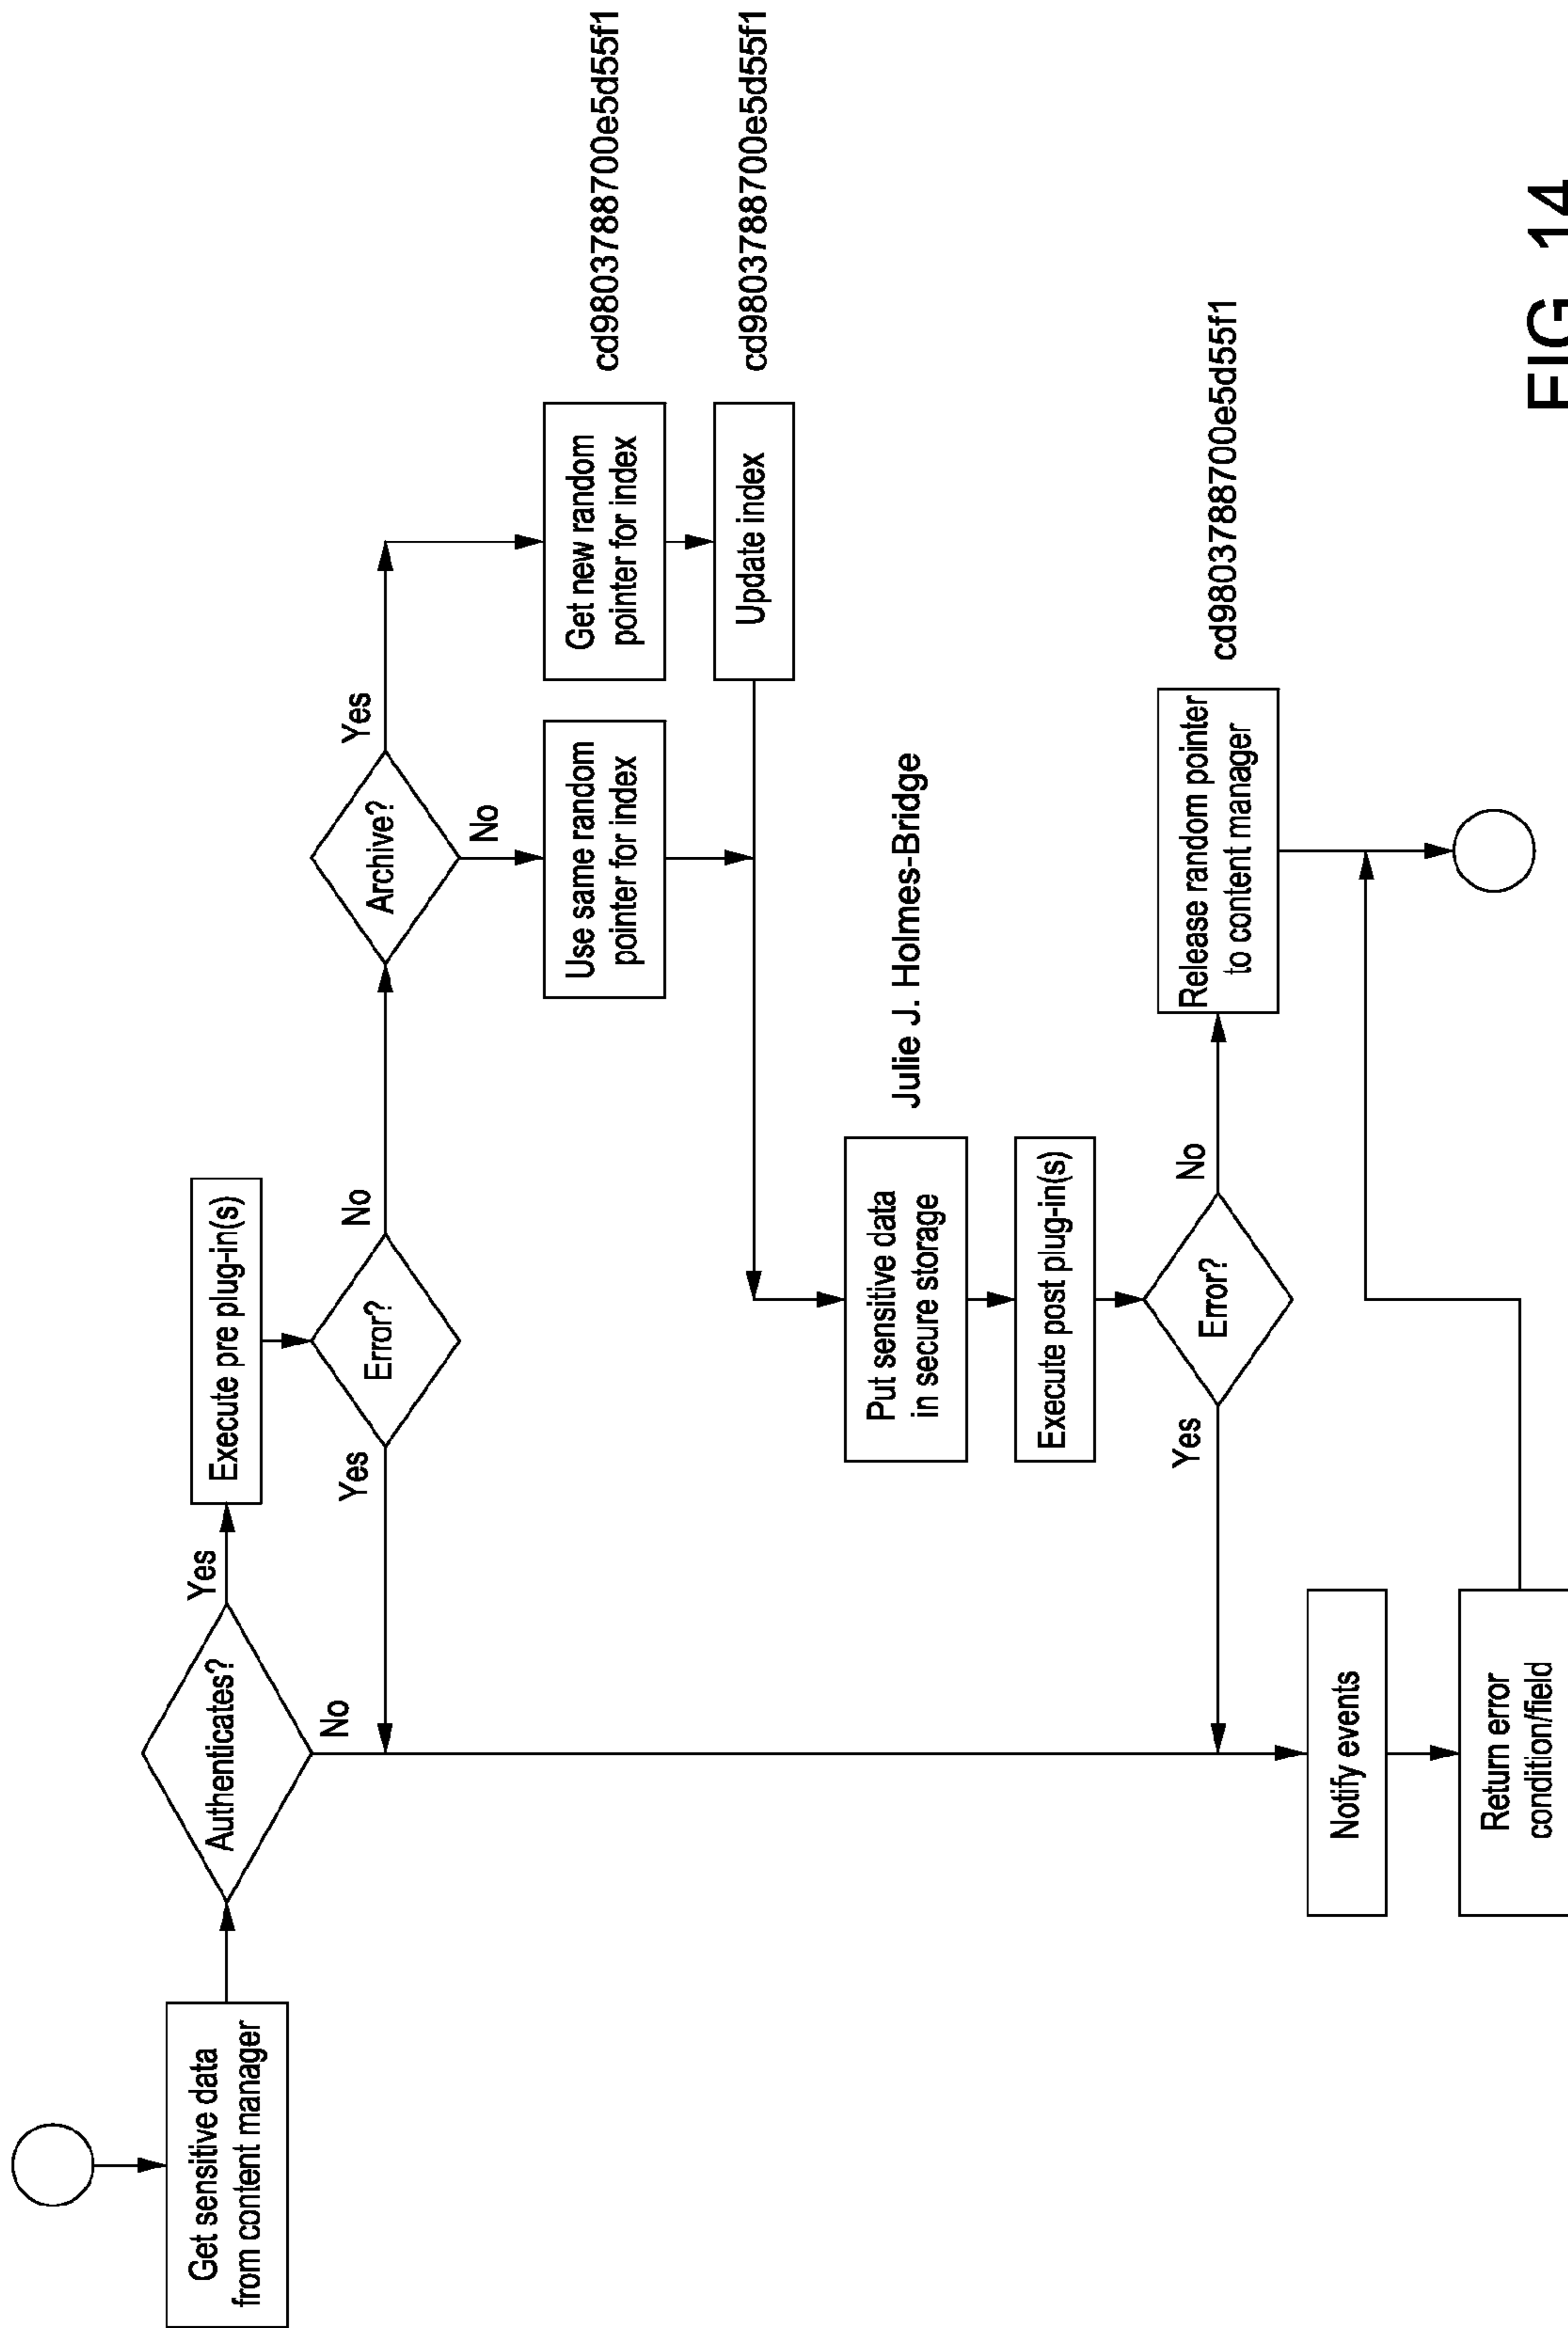 Get sensitive data
from content manager
Authenticates?
Yes
No
Execute pre plug-in(s)
Error?
Yes
No
Archive?
Yes
No
Use same random
pointer for index
Get new random
pointer for index
cd9803788700e5d55f1
Update index
cd9803788700e5d55f1
Put sensitive data
in secure storage
Julie J. Holmes-Bridge
Execute post plug-in(s)
Error?
Yes
No
Release random pointer
to content manager
cd9803788700e5d55f1
Notify events
Return error
condition/field
FIG. 14